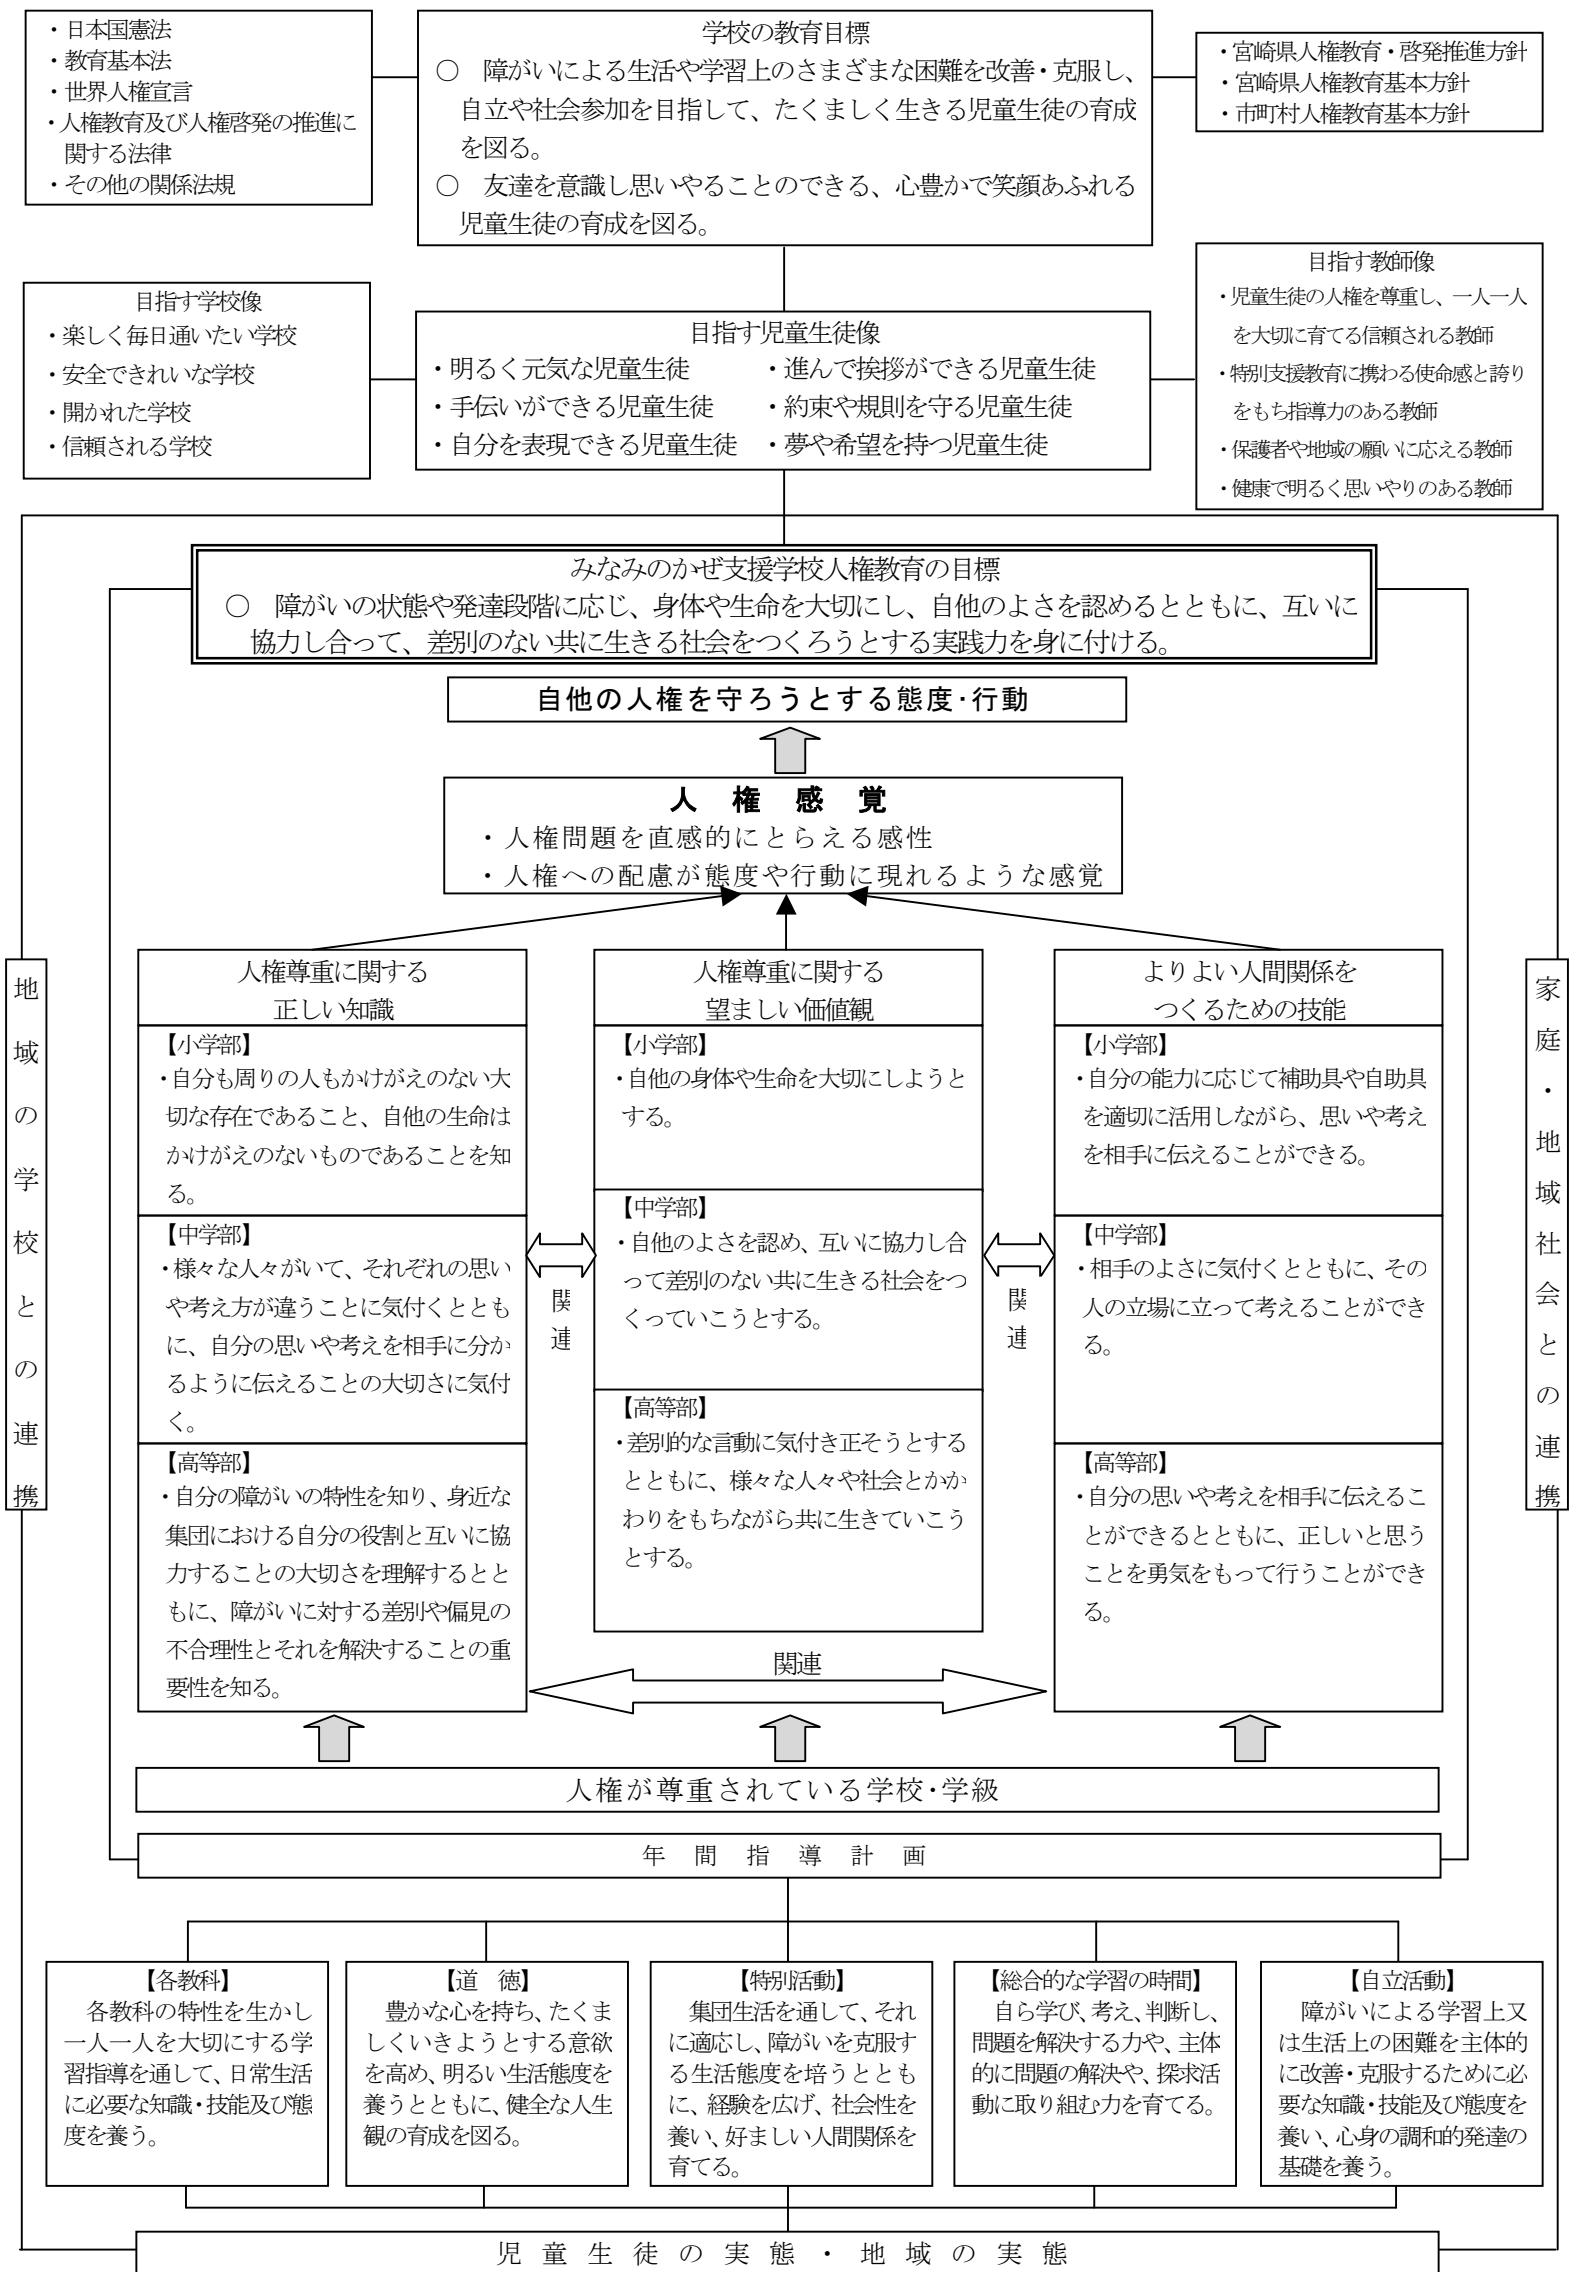 ・日本国憲法
・教育基本法
・世界人権宣言
・人権教育及び人権啓発の推進に
関する法律
・その他の関係法規
学校の教育目標
○　障がいによる生活や学習上のさまざまな困難を改善・克服し、
自立や社会参加を目指して、たくましく生きる児童生徒の育成
を図る。
○　友達を意識し思いやることのできる、心豊かで笑顔あふれる
児童生徒の育成を図る。
・宮崎県人権教育・啓発推進方針
・宮崎県人権教育基本方針
・市町村人権教育基本方針
目指す学校像
・楽しく毎日通いたい学校
・安全できれいな学校
・開かれた学校
・信頼される学校
目指す児童生徒像
・明るく元気な児童生徒　・進んで挨拶ができる児童生徒
・手伝いができる児童生徒　・約束や規則を守る児童生徒
・自分を表現できる児童生徒　・夢や希望を持つ児童生徒
目指す教師像
・児童生徒の人権を尊重し、一人一人
を大切に育てる信頼される教師
・特別支援教育に携わる使命感と誇り
をもち指導力のある教師
・保護者や地域の願いに応える教師
・健康で明るく思いやりのある教師
みなみのかぜ支援学校人権教育の目標
○　障がいの状態や発達段階に応じ、身体や生命を大切にし、自他のよさを認めるとともに、互いに
協力し合って、差別のない共に生きる社会をつくろうとする実践力を身に付ける。
自他の人権を守ろうとする態度・行動
人　権　感　覚
・人権問題を直感的にとらえる感性
・人権への配慮が態度や行動に現れるような感覚
地域の学校との連携
人権尊重に関する
正しい知識
【小学部】
・自分も周りの人もかけがえのない大
切な存在であること、自他の生命は
かけがえのないものであることを知
る。
【中学部】
・様々な人々がいて、それぞれの思い
や考え方が違うことに気付くととも
に、自分の思いや考えを相手に分か
るように伝えることの大切さに気付
く。
【高等部】
・自分の障がいの特性を知り、身近な
集団における自分の役割と互いに協
力することの大切さを理解するとと
もに、障がいに対する差別や偏見の
不合理性とそれを解決することの重
要性を知る。
関連
人権尊重に関する
望ましい価値観
【小学部】
・自他の身体や生命を大切にしようと
する。
【中学部】
・自他のよさを認め、互いに協力し合
って差別のない共に生きる社会をつ
くっていこうとする。
【高等部】
・差別的な言動に気付き正そうとする
とともに、様々な人々や社会とかか
わりをもちながら共に生きていこう
とする。
関連
よりよい人間関係を
つくるための技能
【小学部】
・自分の能力に応じて補助具や自助具
を適切に活用しながら、思いや考え
を相手に伝えることができる。
【中学部】
・相手のよさに気付くとともに、その
人の立場に立って考えることができ
る。
【高等部】
・自分の思いや考えを相手に伝えるこ
とができるとともに、正しいと思う
ことを勇気をもって行うことができ
る。
家庭・地域社会との連携
関連
人権が尊重されている学校・学級
年　間　指　導　計　画
【各教科】
各教科の特性を生かし
一人一人を大切にする学
習指導を通して、日常生活
に必要な知識・技能及び態
度を養う。
【道　徳】
豊かな心を持ち、たくま
しくいきようとする意欲
を高め、明るい生活態度を
養うとともに、健全な人生
観の育成を図る。
【特別活動】
集団生活を通して、それ
に適応し、障がいを克服す
る生活態度を培うととも
に、経験を広げ、社会性を
養い、好ましい人間関係を
育てる。
【総合的な学習の時間】
自ら学び、考え、判断し、
問題を解決する力や、主体
的に問題の解決や、探求活
動に取り組む力を育てる。
【自立活動】
障がいによる学習上又
は生活上の困難を主体的
に改善・克服するために必
要な知識・技能及び態度を
養い、心身の調和的発達の
基礎を養う。
児　童　生　徒　の　実　態　・　地　域　の　実　態